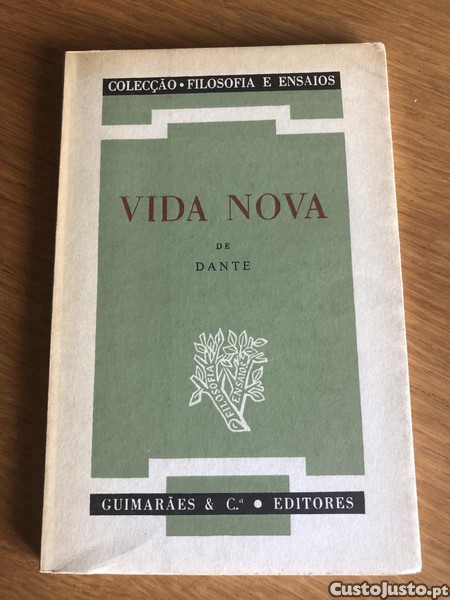 COLECÇÃO • FILOSOFIA E ENSAIOS
VIDA NOVA
DE
DANTE
FILOSOFIA
ENSAIOS
GUIMARÃES & C.ª • EDITORES
CustoJusto.pt